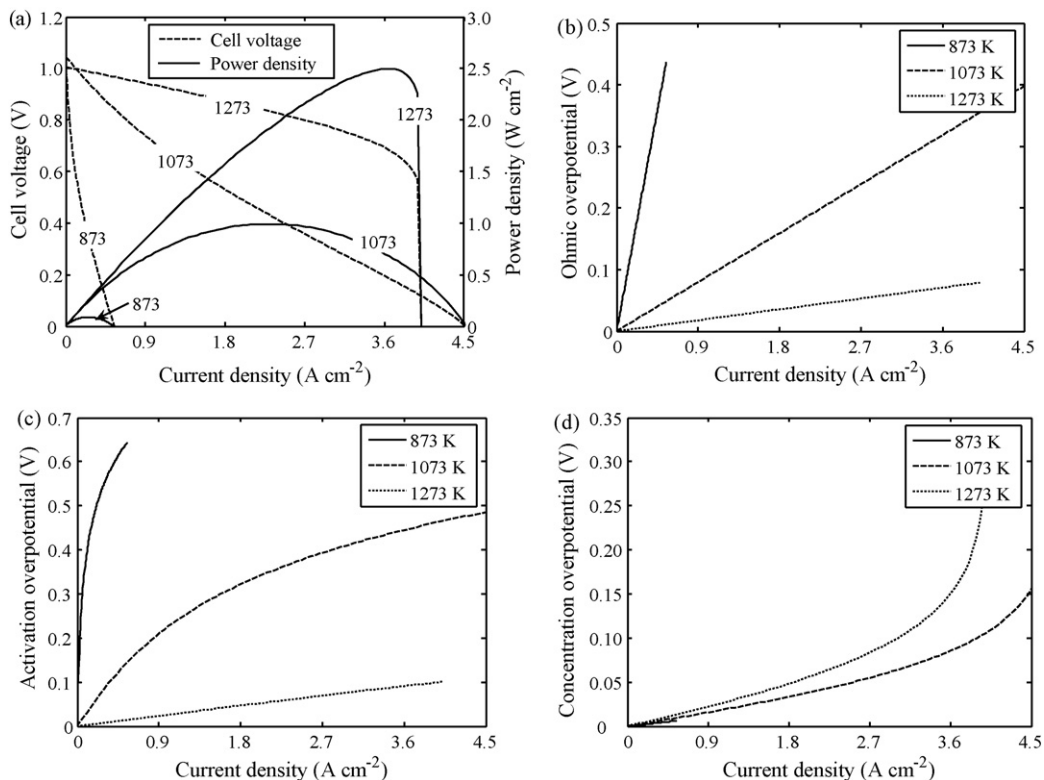 (a)
Cell voltage
Power density
Cell voltage (V)
Power density (W cm-2)
1.2
1.0
0.8
0.6
0.4
0.2
0
3.0
2.5
2.0
1.5
1.0
0.5
0
1273
1273
1073
1073
873
873
0 0.9 1.8 2.7 3.6 4.5
Current density (A cm-2)
(b)
873 K
1073 K
1273 K
Ohmic overpotential (V)
0.5
0.4
0.3
0.2
0.1
0
0 0.9 1.8 2.7 3.6 4.5
Current density (A cm-2)
(c)
873 K
1073 K
1273 K
Activation overpotential (V)
0.7
0.6
0.5
0.4
0.3
0.2
0.1
0
0 0.9 1.8 2.7 3.6 4.5
Current density (A cm-2)
(d)
873 K
1073 K
1273 K
Concentration overpotential (V)
0.35
0.30
0.25
0.20
0.15
0.10
0.05
0
0 0.9 1.8 2.7 3.6 4.5
Current density (A cm-2)